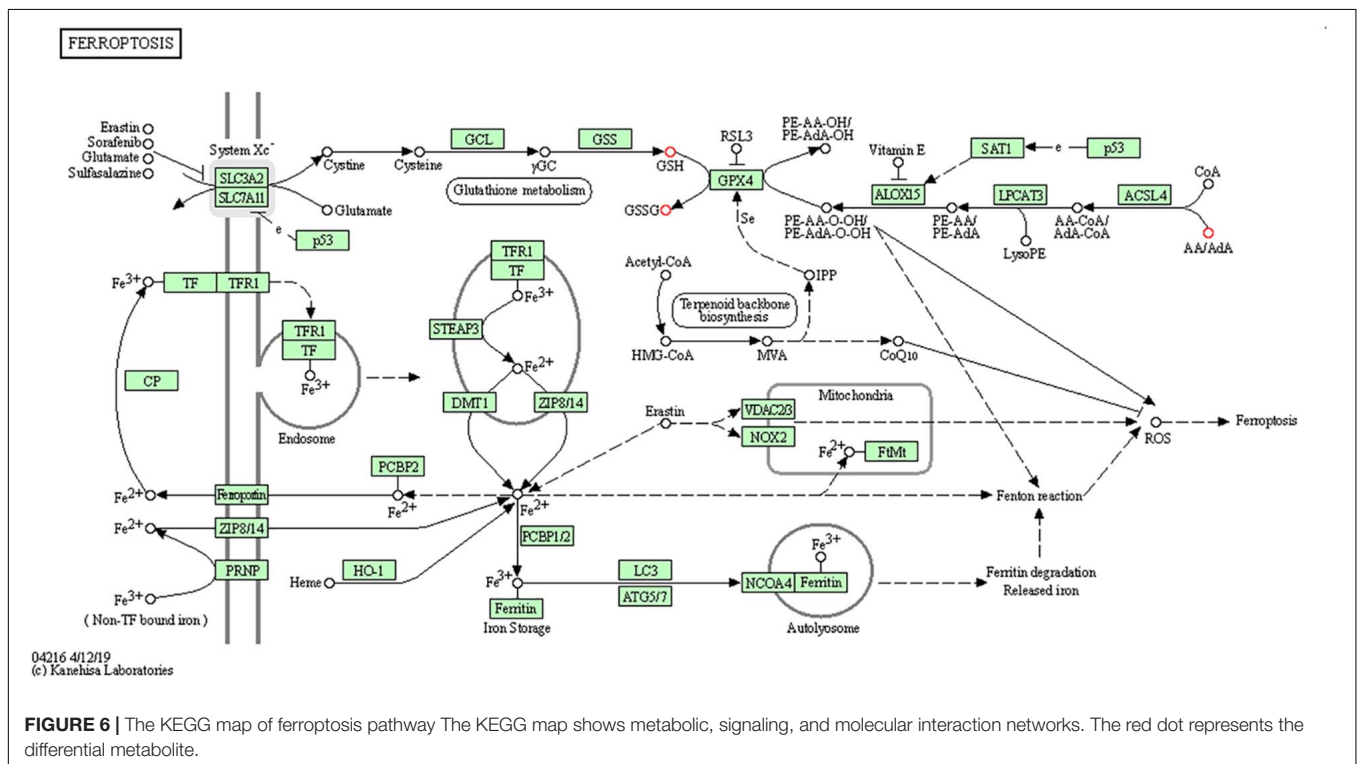 FERROPTOSIS
Erastin
Sorafenib
Glutamate
Sulfasalazine
System Xc-
SLC3A2
SLC7A11
e
p53
Cystine
Glutamate
Cysteine
GCL
γGC
GSS
GSH
GSSG
Glutathione metabolism
RSL3
GPX4
Se
PE-AA-OH/
PE-AdA-OH
Vitamin E
ALOX15
SAT1
e
p53
PE-AA-O-OH/
PE-AdA-O-OH
PE-AA/
PE-AdA
LPCAT3
LysoPE
AA-CoA/
AdA-CoA
ACSL4
CoA
AA/AdA
Fe3+
TF
TFR1
TFR1
TF
Fe3+
Endosome
TFR1
TF
Fe3+
STEAP3
Fe2+
DMT1
ZIP8/14
Acetyl-CoA
Terpenoid backbone
biosynthesis
IPP
HMG-CoA
MVA
CoQ10
CP
Erastin
VDAC2/3
NOX2
Mitochondria
Fe2+
FtMt
ROS
Ferroptosis
Fe2+
Ferroportin
PCBP2
Fe2+
Fe2+
Fenton reaction
Fe2+
ZIP8/14
PRNP
Fe3+
( Non-TF bound iron )
Heme
HO-1
PCBP1/2
Fe3+
Ferritin
Iron Storage
LC3
ATG5/7
Fe3+
NCOA4
Ferritin
Autolyosome
Ferritin degradation
Released iron
04216 4/12/19
(c) Kanehisa Laboratories
FIGURE 6 | The KEGG map of ferroptosis pathway The KEGG map shows metabolic, signaling, and molecular interaction networks. The red dot represents the
differential metabolite.